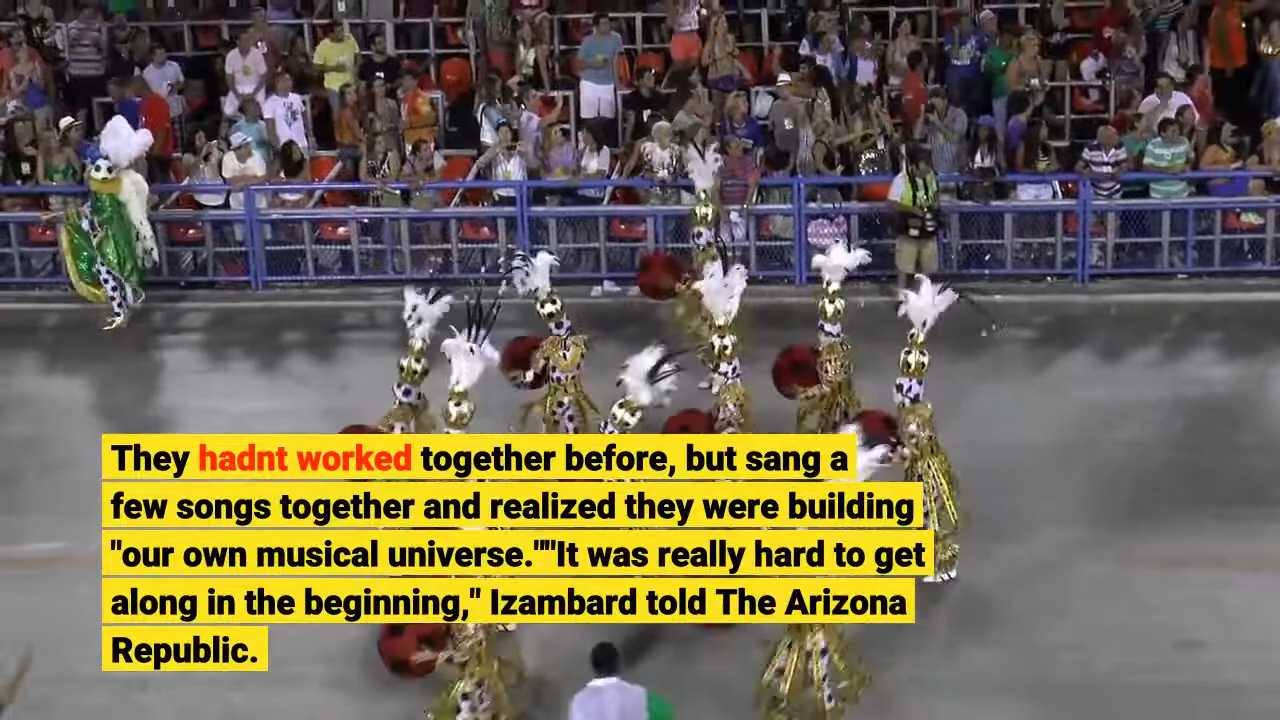 They hadnt worked together before, but sang a
few songs together and realized they were building
"our own musical universe.""It was really hard to get
along in the beginning," Izambard told The Arizona
Republic.